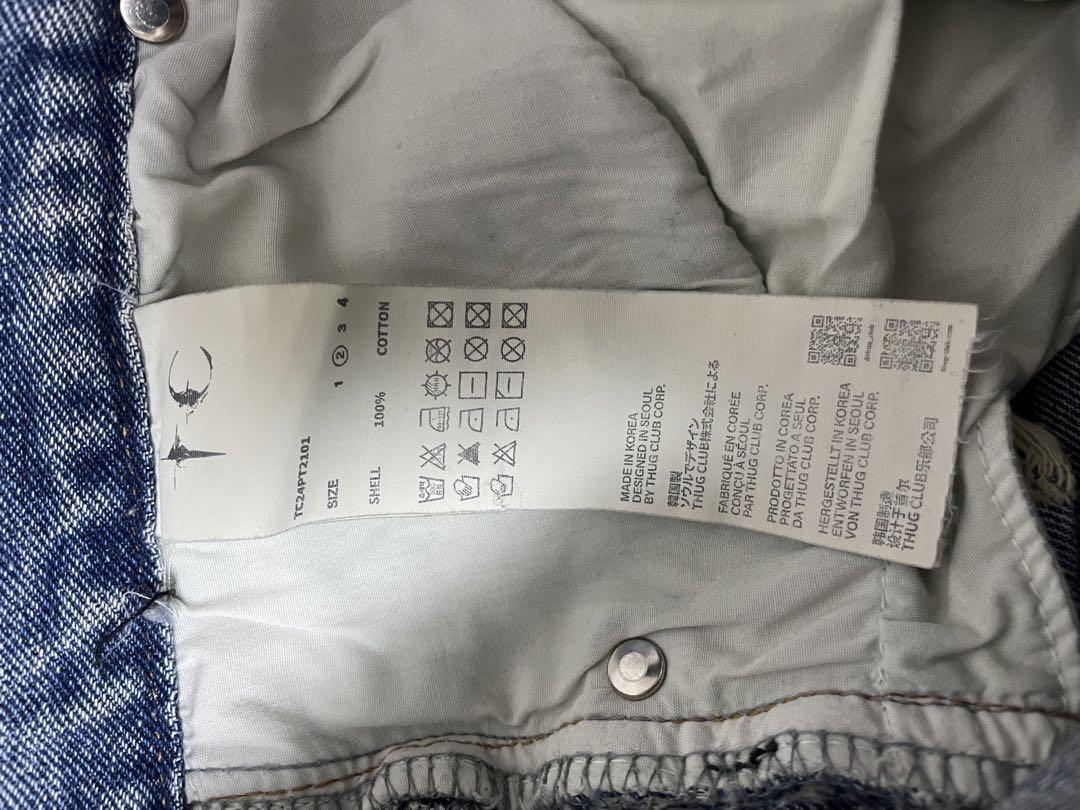 TC24PT2101
SIZE 1 2 3 4
SHELL 100% COTTON
MADE IN KOREA
DESIGNED IN SEOUL
BY THUG CLUB CORP.
韓国製
ソウルでデザイン
THUG CLUB株式会社による
FABRIQUÉ EN CORÉE
CONÇU À SÉOUL
PAR THUG CLUB CORP.
PRODOTTO IN COREA
PROGETTATO A SEUL
DA THUG CLUB CORP.
HERGESTELLT IN KOREA
ENTWORFEN IN SEOUL
VON THUG CLUB CORP.
韩国制造
设计于首尔
THUG CLUB乐部公司